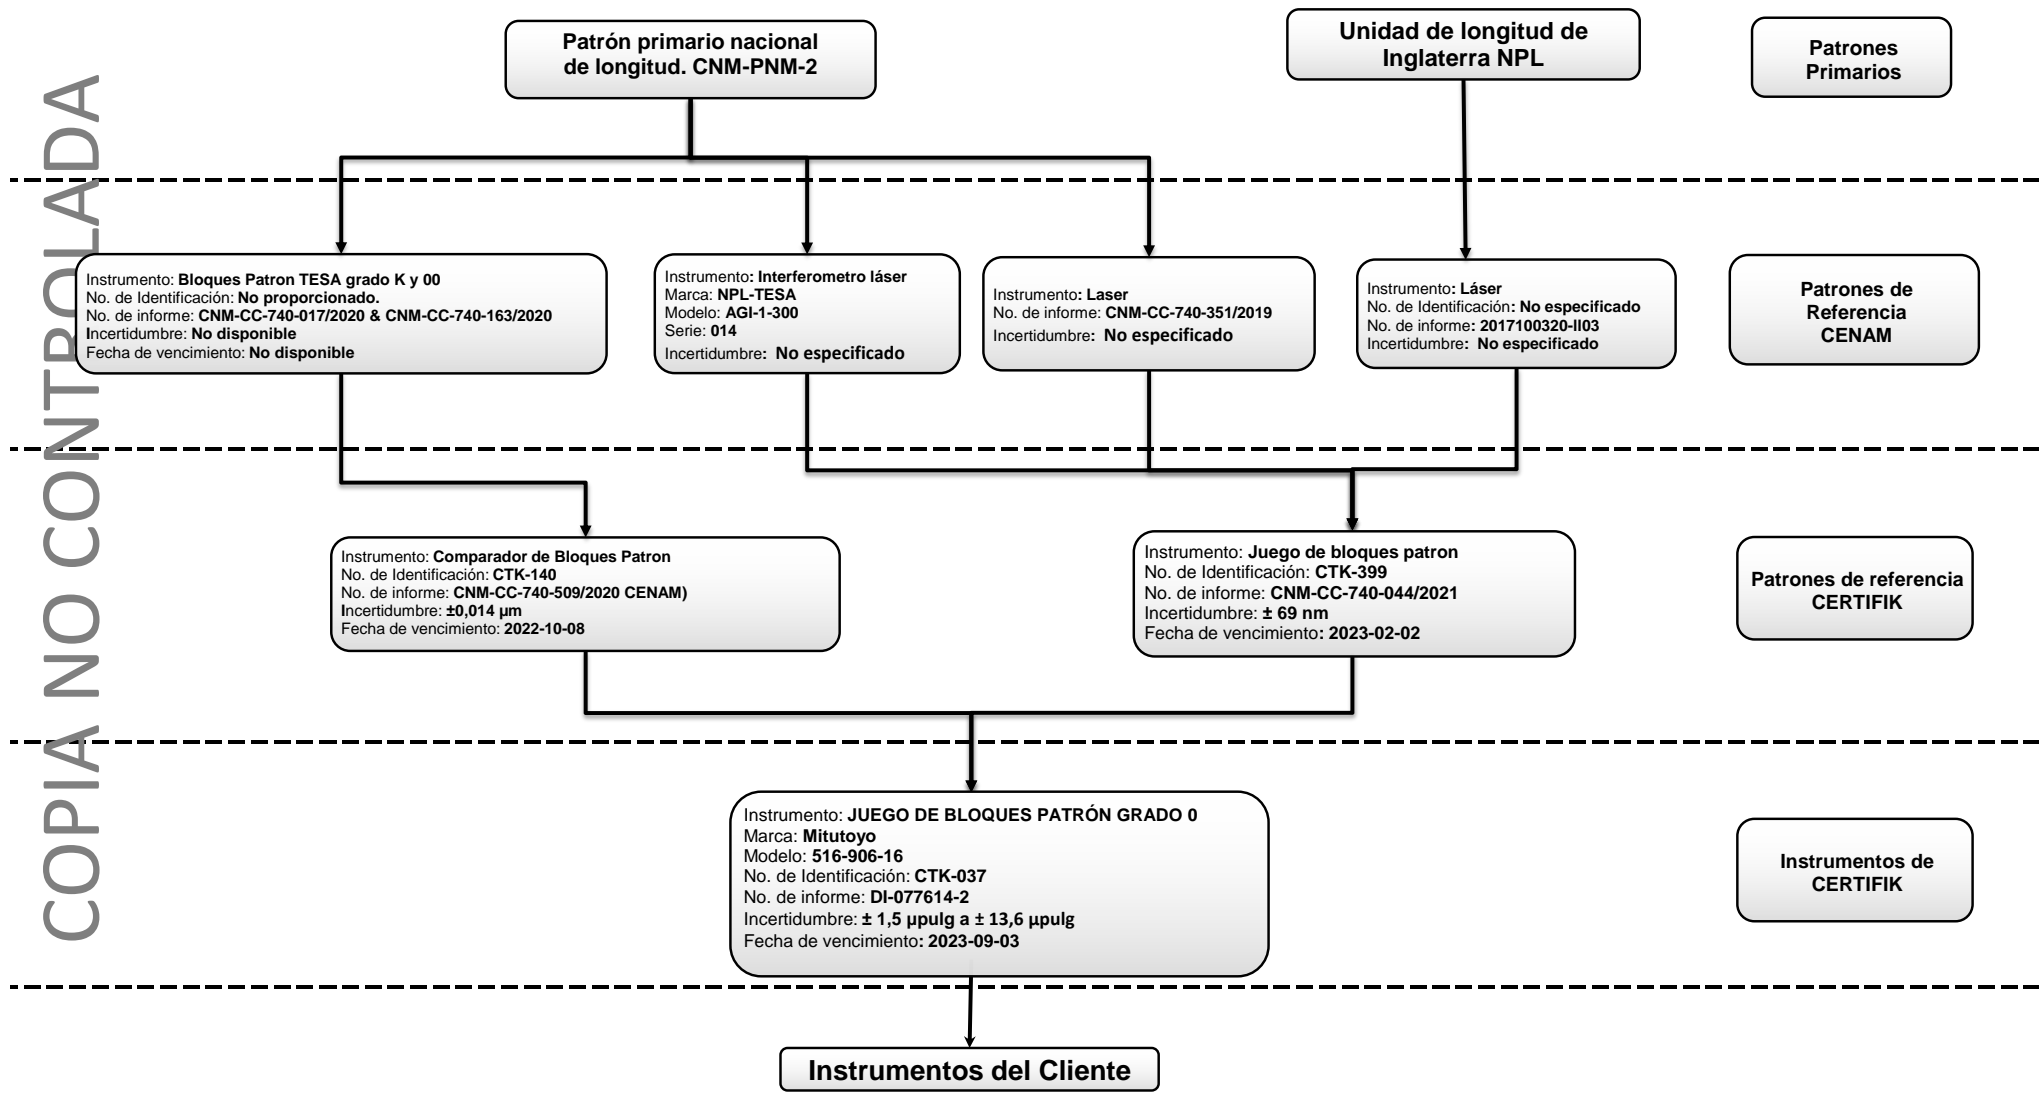 Patrón primario nacional
de longitud. CNM-PNM-2
Unidad de longitud de
Inglaterra NPL
Patrones
Primarios
COPIA NO CONTROLADA
Instrumento: Bloques Patron TESA grado K y 00
No. de Identificación: No proporcionado.
No. de informe: CNM-CC-740-017/2020 & CNM-CC-740-163/2020
Incertidumbre: No disponible
Fecha de vencimiento: No disponible
Instrumento: Interferometro láser
Marca: NPL-TESA
Modelo: AGI-1-300
Serie: 014
Incertidumbre: No especificado
Instrumento: Laser
No. de informe: CNM-CC-740-351/2019
Incertidumbre: No especificado
Instrumento: Láser
No. de Identificación: No especificado
No. de informe: 2017100320-II03
Incertidumbre: No especificado
Patrones de
Referencia
CENAM
Instrumento: Comparador de Bloques Patron
No. de Identificación: CTK-140
No. de informe: CNM-CC-740-509/2020 CENAM)
Incertidumbre: ±0,014 µm
Fecha de vencimiento: 2022-10-08
Instrumento: Juego de bloques patron
No. de Identificación: CTK-399
No. de informe: CNM-CC-740-044/2021
Incertidumbre: ± 69 nm
Fecha de vencimiento: 2023-02-02
Patrones de referencia
CERTIFIK
Instrumento: JUEGO DE BLOQUES PATRÓN GRADO 0
Marca: Mitutoyo
Modelo: 516-906-16
No. de Identificación: CTK-037
No. de informe: DI-077614-2
Incertidumbre: ± 1,5 µpulg a ± 13,6 µpulg
Fecha de vencimiento: 2023-09-03
Instrumentos de
CERTIFIK
Instrumentos del Cliente